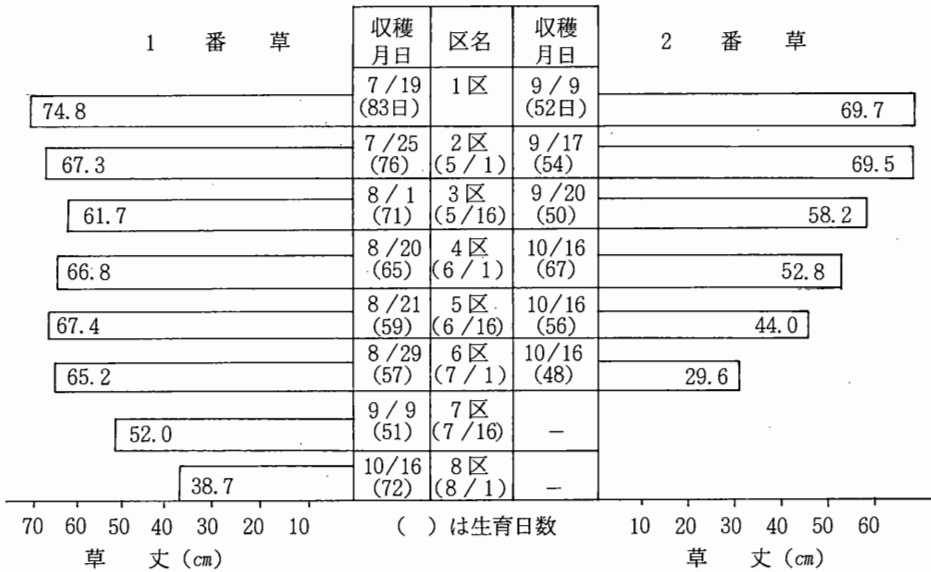 1 番 草 収穫月日 区名 収穫月日 2 番 草
74.8 7/19 (83日) 1区 9/9 (52日) 69.7
67.3 7/25 (76) 2区 (5/1) 9/17 (54) 69.5
61.7 8/1 (71) 3区 (5/16) 9/20 (50) 58.2
66.8 8/20 (65) 4区 (6/1) 10/16 (67) 52.8
67.4 8/21 (59) 5区 (6/16) 10/16 (56) 44.0
65.2 8/29 (57) 6区 (7/1) 10/16 (48) 29.6
52.0 9/9 (51) 7区 (7/16) −
38.7 10/16 (72) 8区 (8/1) −
70 60 50 40 30 20 10 ( )は生育日数 10 20 30 40 50 60
草 丈 (cm) 草 丈 (cm)